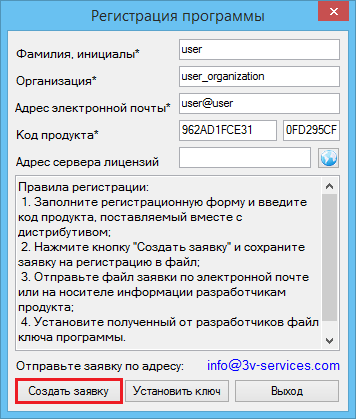 Регистрация программы
Фамилия, инициалы* user
Организация* user_organization
Адрес электронной почты* user@user
Код продукта* 962AD1FCE31 0FD295CF
Адрес сервера лицензий
Правила регистрации:
1. Заполните регистрационную форму и введите
код продукта, поставляемый вместе с
дистрибутивом;
2. Нажмите кнопку "Создать заявку" и сохраните
заявку на регистрацию в файл;
3. Отправьте файл заявки по электронной почте
или на носителе информации разработчикам
продукта;
4. Установите полученный от разработчиков файл
ключа программы.
Отправьте заявку по адресу: info@3v-services.com
Создать заявку Установить ключ Выход